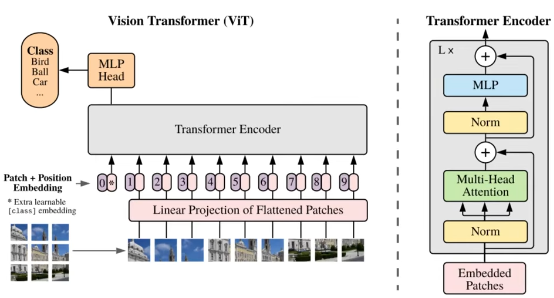 Vision Transformer (ViT)
Transformer Encoder
Class
Bird
Ball
Car
...
MLP
Head
Transformer Encoder
Patch + Position
Embedding
* Extra learnable
[class] embedding
0 * 1 2 3 4 5 6 7 8 9
Linear Projection of Flattened Patches
L x
+
MLP
Norm
+
Multi-Head
Attention
Norm
Embedded
Patches